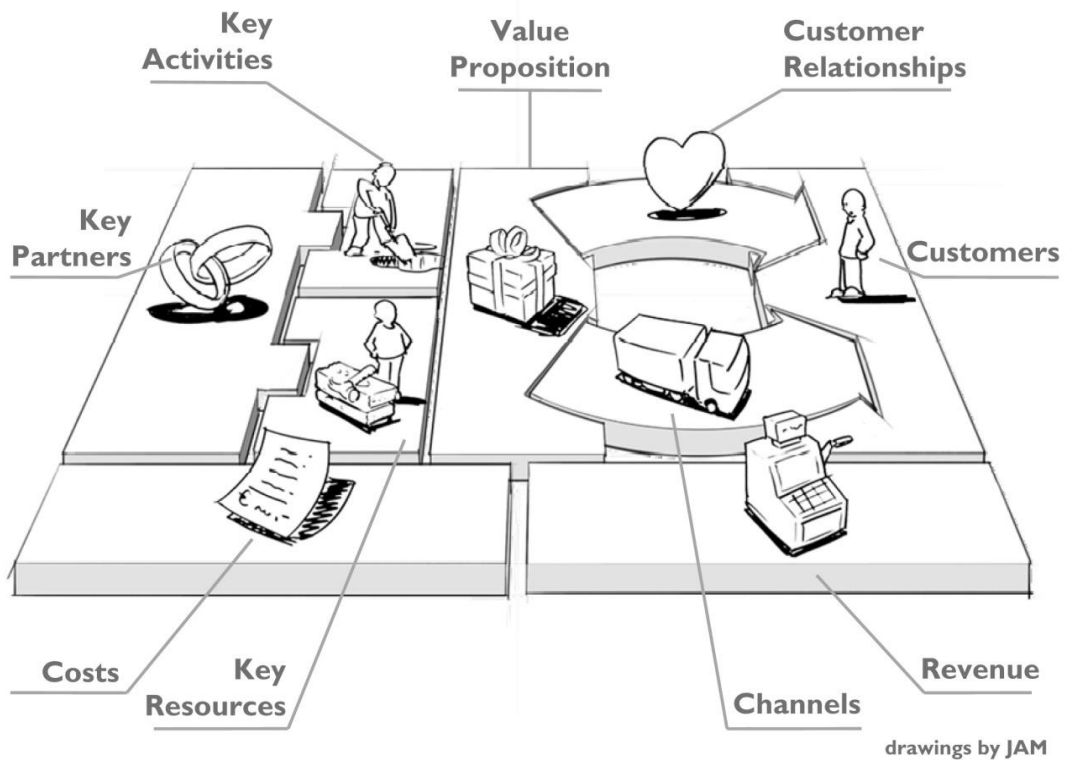 Key
Activities
Value
Proposition
Customer
Relationships
Key
Partners
Customers
€
Costs
Key
Resources
Channels
Revenue
drawings by JAM